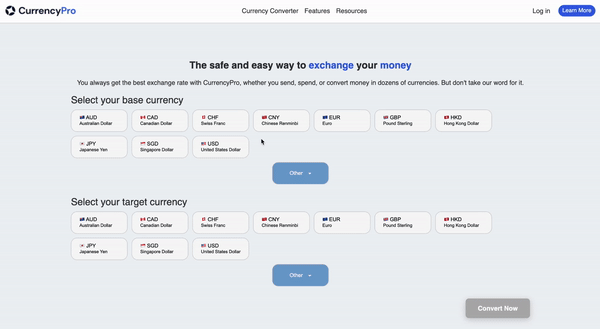 CurrencyPro
Currency Converter Features Resources
Log in
Learn More
The safe and easy way to exchange your money
You always get the best exchange rate with CurrencyPro, whether you send, spend, or convert money in dozens of currencies. But don't take our word for it.
Select your base currency
AUD
Australian Dollar
CAD
Canadian Dollar
CHF
Swiss Franc
CNY
Chinese Renminbi
EUR
Euro
GBP
Pound Sterling
HKD
Hong Kong Dollar
JPY
Japanese Yen
SGD
Singapore Dollar
USD
United States Dollar
Other
Select your target currency
AUD
Australian Dollar
CAD
Canadian Dollar
CHF
Swiss Franc
CNY
Chinese Renminbi
EUR
Euro
GBP
Pound Sterling
HKD
Hong Kong Dollar
JPY
Japanese Yen
SGD
Singapore Dollar
USD
United States Dollar
Other
Convert Now